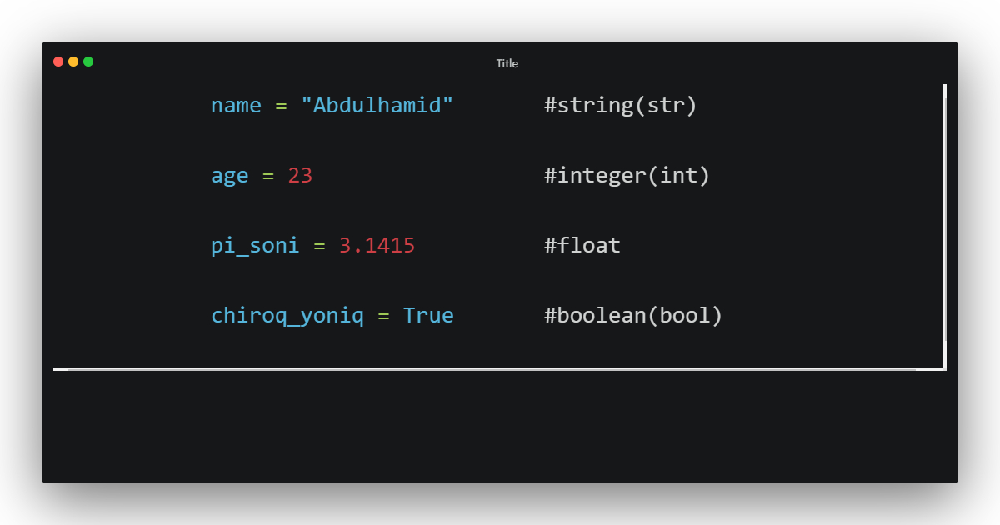 Title
name = "Abdulhamid" #string(str)
age = 23 #integer(int)
pi_soni = 3.1415 #float
chiroq_yoniq = True #boolean(bool)